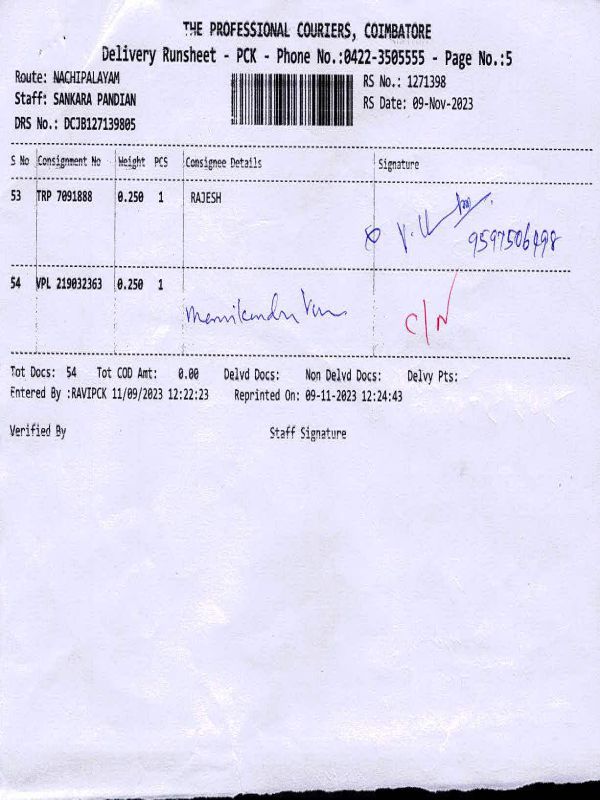 THE PROFESSIONAL COURIERS, COIMBATORE
Delivery Runsheet - PCK - Phone No.:0422-3505555 - Page No.:5
Route: NACHIPALAYAM
RS No.: 1271398
Staff: SANKARA PANDIAN
RS Date: 09-Nov-2023
DRS No.: DCJB127139805
S No Consignment No Weight PCS Consignee Details Signature
53 TRP 7091888 0.250 1 RAJESH
9597506498
54 VPL 219032363 0.250 1
C/N
Tot Docs: 54 Tot COD Amt: 0.00 Delvd Docs: Non Delvd Docs: Delvy Pts:
Entered By :RAVIPCK 11/09/2023 12:22:23 Reprinted On: 09-11-2023 12:24:43
Verified By Staff Signature